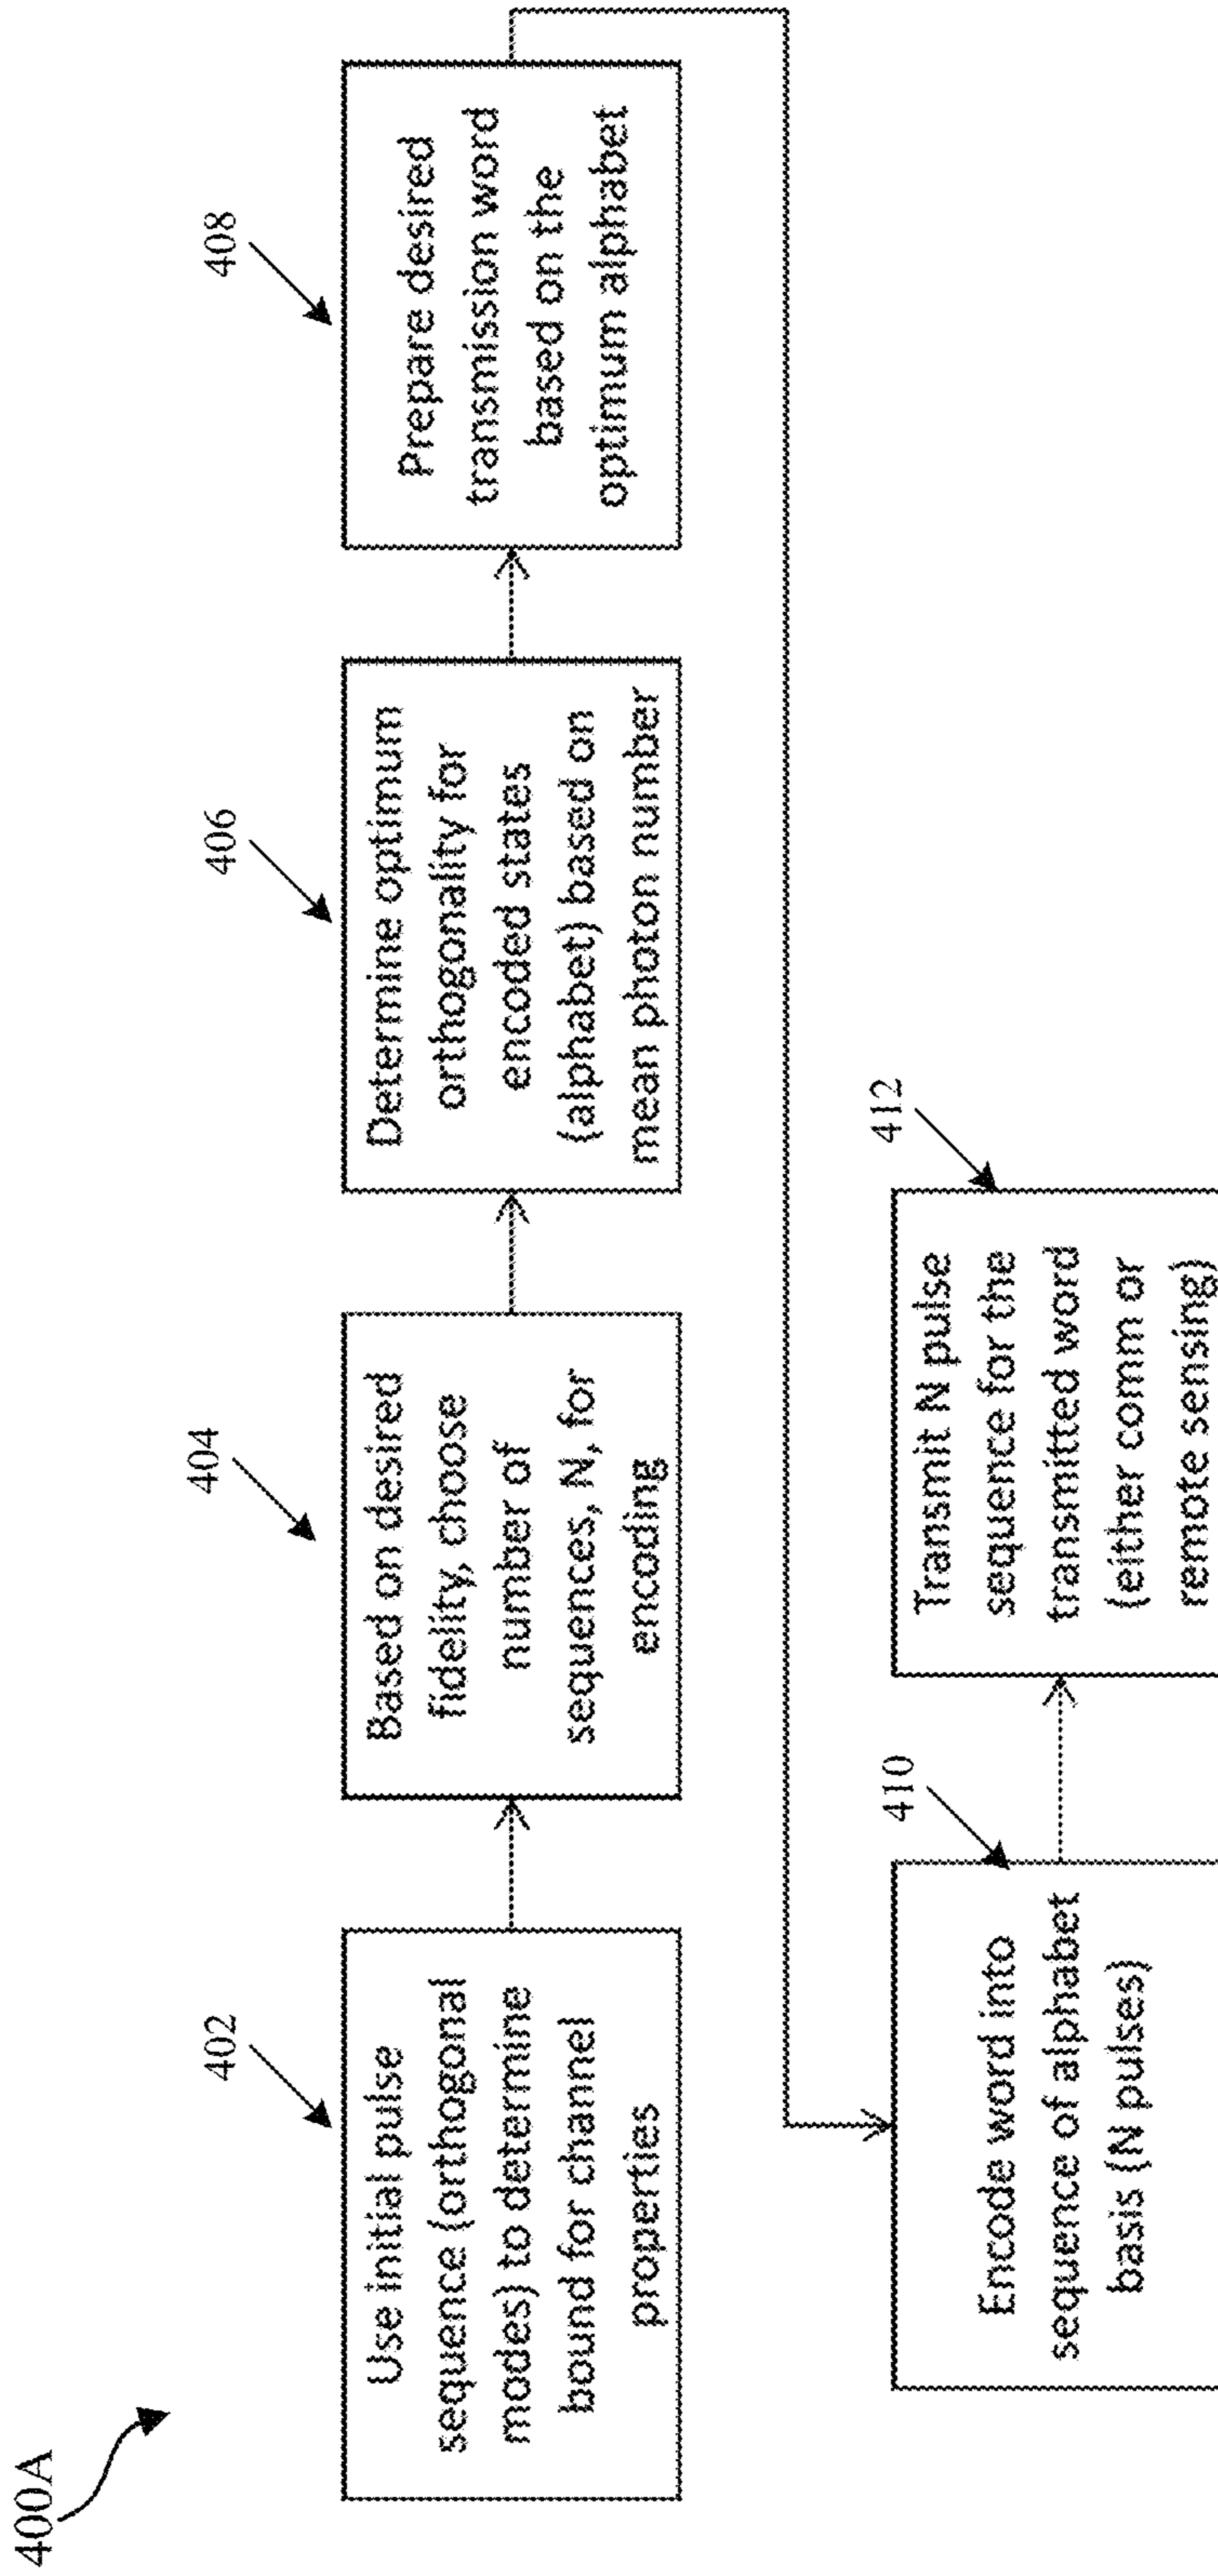 400A
402
Use initial pulse
sequence (orthogonal
modes) to determine
bound for channel
properties
404
Based on desired
fidelity, choose
number of
sequences, N, for
encoding
406
Determine optimum
orthogonality for
encoded states
(alphabet) based on
mean photon number
408
Prepare desired
transmission word
based on the
optimum alphabet
410
Encode word into
sequence of alphabet
basis (N pulses)
412
Transmit N pulse
sequence for the
transmitted word
(either comm or
remote sensing)